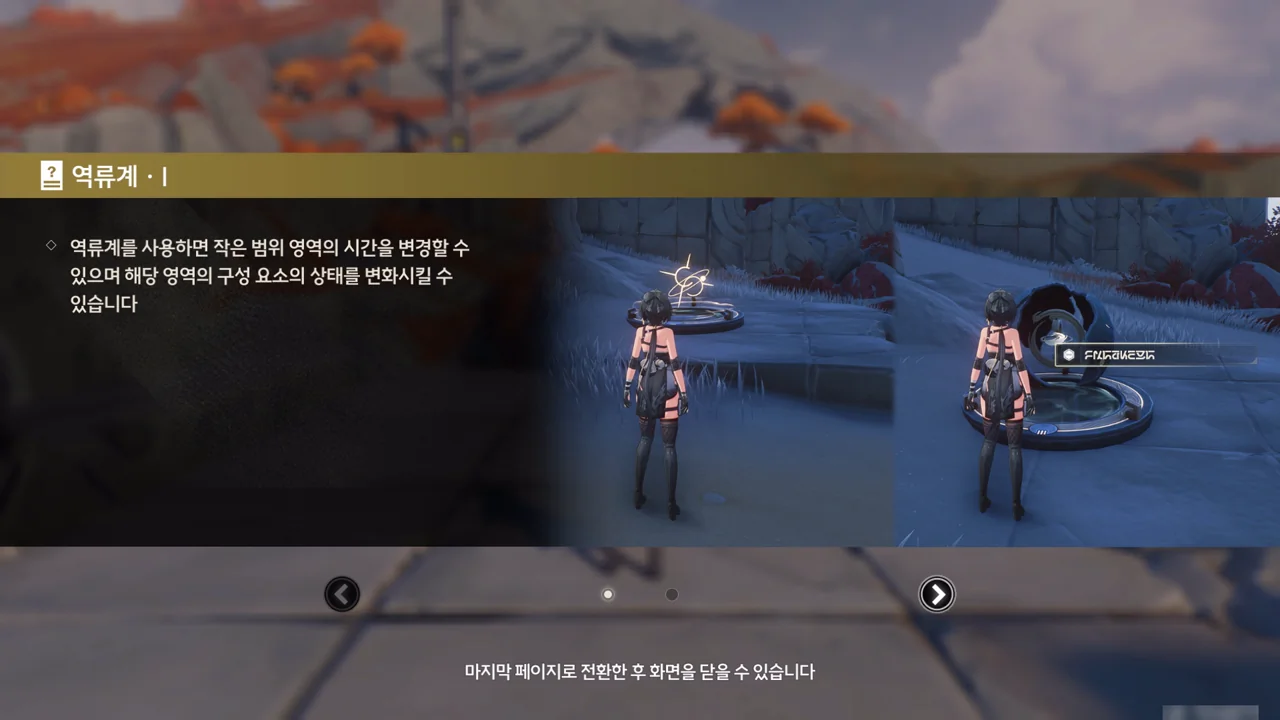 역류계 · I
역류계를 사용하면 작은 범위 영역의 시간을 변경할 수
있으며 해당 영역의 구성 요소의 상태를 변화시킬 수
있습니다
마지막 페이지로 전환한 후 화면을 닫을 수 있습니다